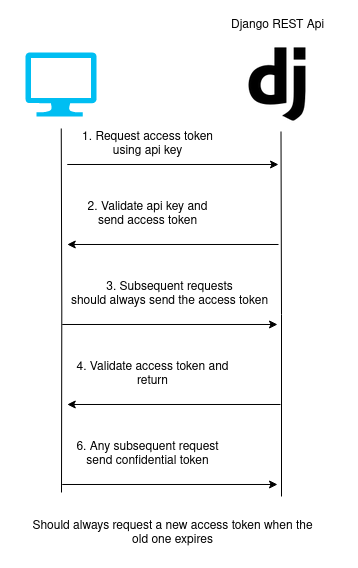 Django REST Api
dj
1. Request access token
using api key
2. Validate api key and
send access token
3. Subsequent requests
should always send the access token
4. Validate access token and
return
6. Any subsequent request
send confidential token
Should always request a new access token when the
old one expires